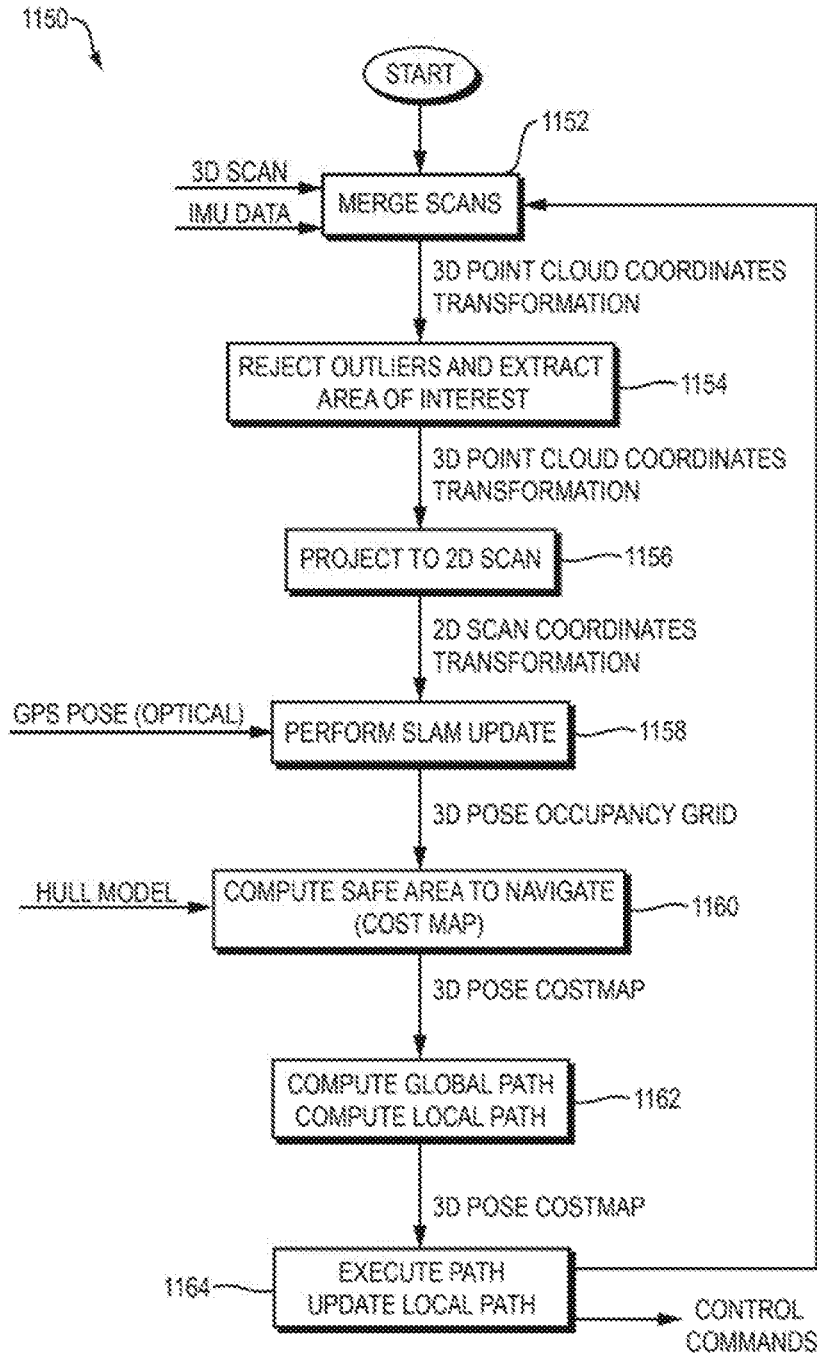 1150
START
1152
3D SCAN
IMU DATA
MERGE SCANS
3D POINT CLOUD COORDINATES
TRANSFORMATION
REJECT OUTLIERS AND EXTRACT
AREA OF INTEREST
1154
3D POINT CLOUD COORDINATES
TRANSFORMATION
PROJECT TO 2D SCAN
1156
2D SCAN COORDINATES
TRANSFORMATION
GPS POSE (OPTICAL)
PERFORM SLAM UPDATE
1158
3D POSE OCCUPANCY GRID
HULL MODEL
COMPUTE SAFE AREA TO NAVIGATE
(COST MAP)
1160
3D POSE COSTMAP
COMPUTE GLOBAL PATH
COMPUTE LOCAL PATH
1162
3D POSE COSTMAP
1164
EXECUTE PATH
UPDATE LOCAL PATH
CONTROL
COMMANDS